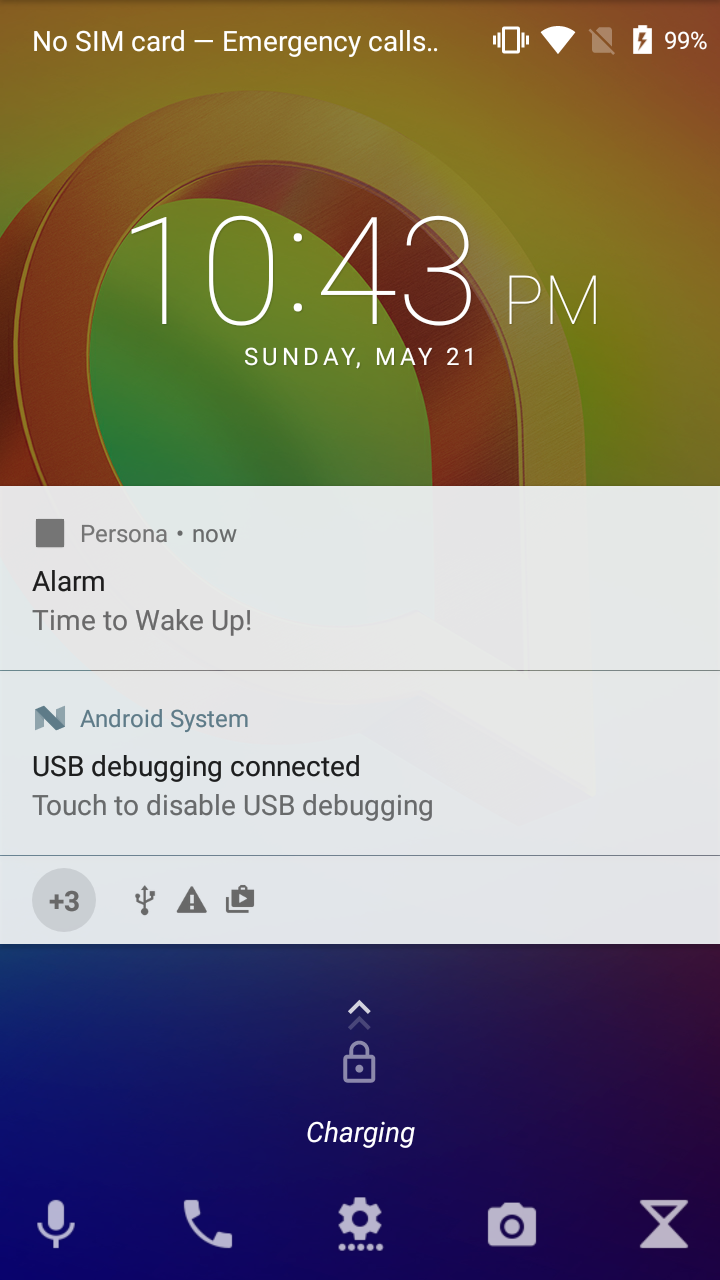 No SIM card — Emergency calls..
99%
10:43 PM
SUNDAY, MAY 21
Persona • now
Alarm
Time to Wake Up!
Android System
USB debugging connected
Touch to disable USB debugging
+3
Charging